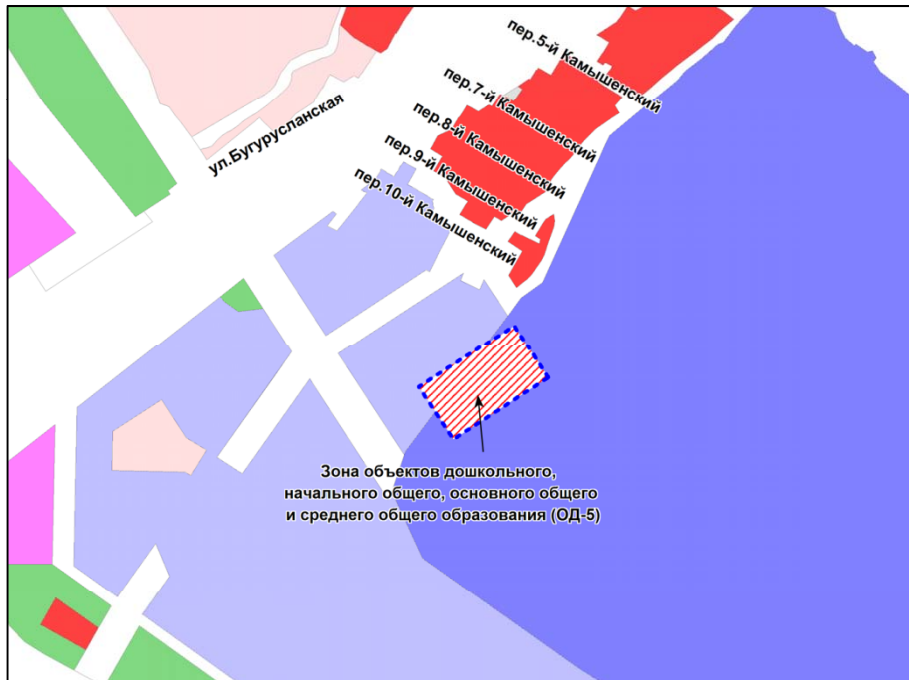 пер.5-й Камышенский
пер.7-й Камышенский
пер.8-й Камышенский
пер.9-й Камышенский
пер.10-й Камышенский
ул.Бугурусланская
Зона объектов дошкольного,
начального общего, основного общего
и среднего общего образования (ОД-5)